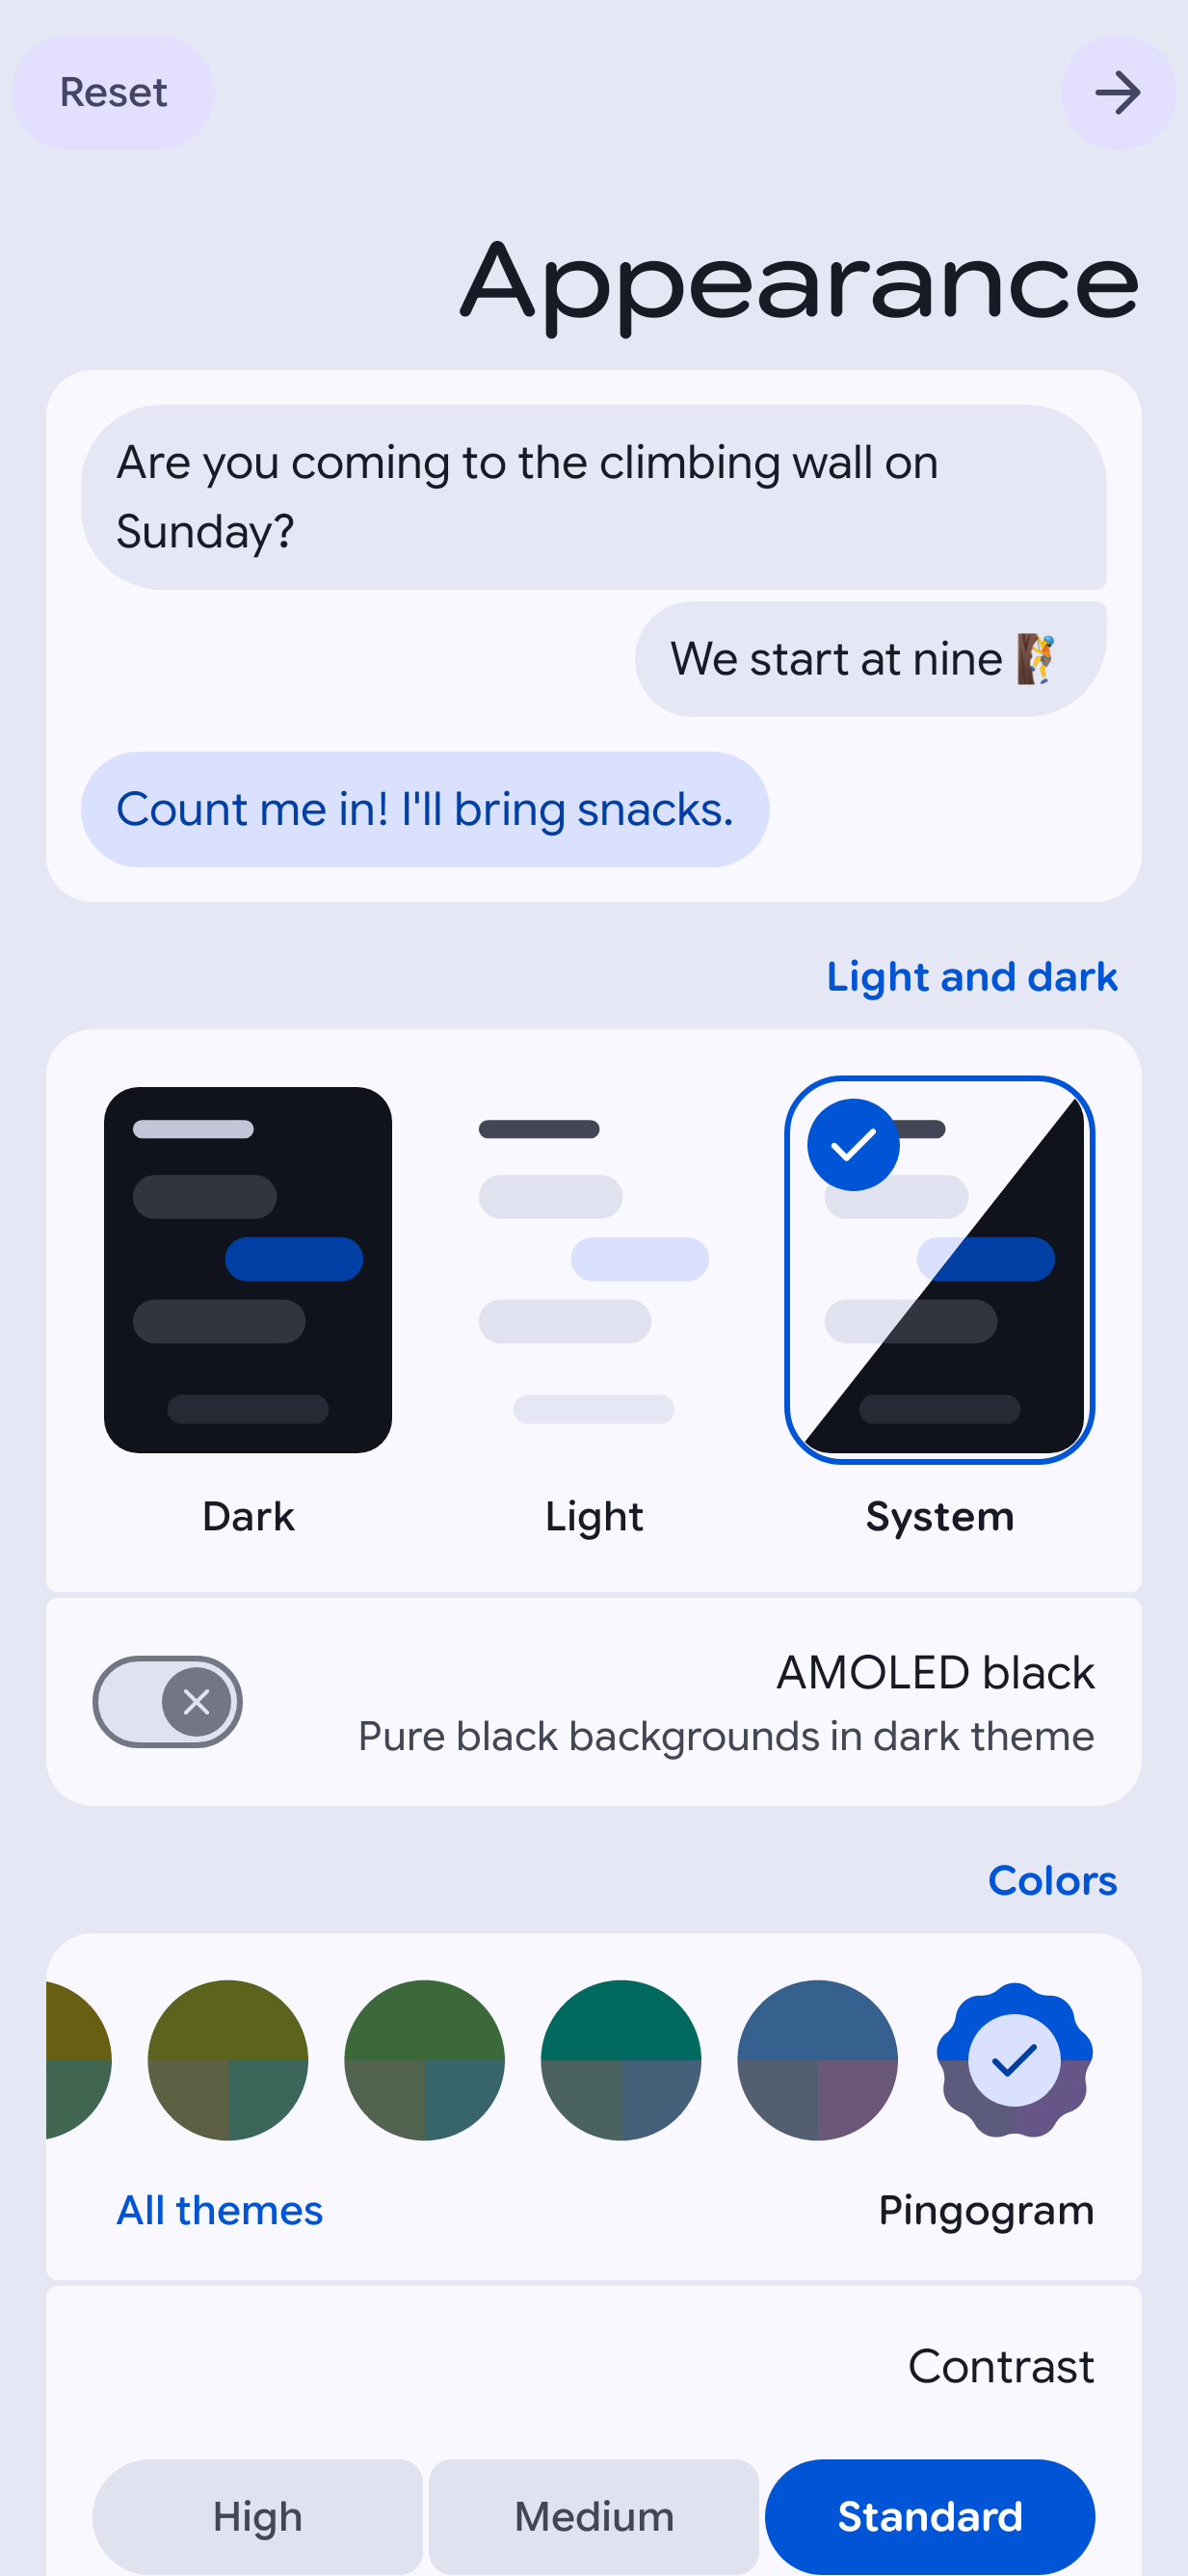 Reset
Appearance
Are you coming to the climbing wall on
Sunday?
We start at nine 🧗
Count me in! I'll bring snacks.
Light and dark
Dark
Light
System
AMOLED black
Pure black backgrounds in dark theme
Colors
All themes
Pingogram
Contrast
High
Medium
Standard